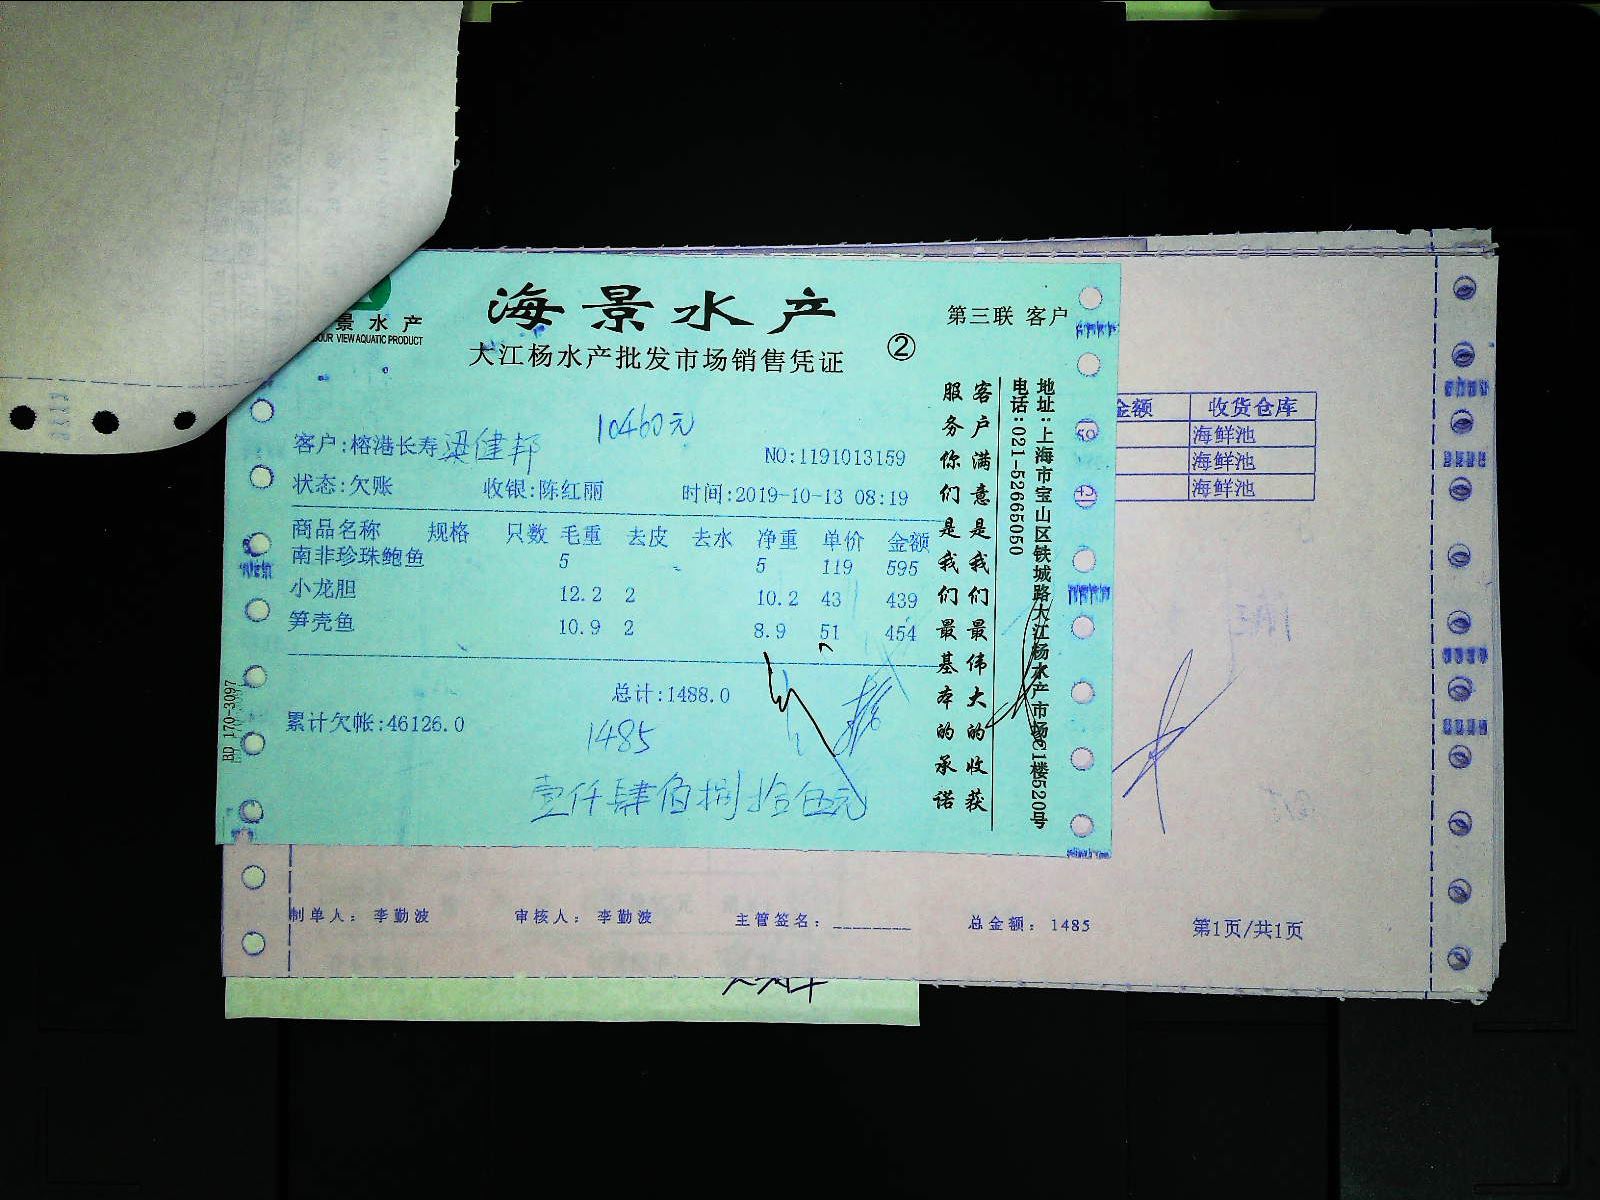 景水产
VIEW AQUATIC PRODUCT
海景水产
第三联 客户
大江杨水产批发市场销售凭证
②
10460元
客户:榕港长寿梁健邦
NO:1191013159
状态:欠账 收银:陈红丽 时间:2019-10-13 08:19
商品名称 规格 只数 毛重 去皮 去水 净重 单价 金额
南非珍珠鲍鱼 5 5 119 595
小龙胆 12.2 2 10.2 43 439
笋壳鱼 10.9 2 8.9 51 454
总计:1488.0
累计欠帐:46126.0
1485
壹仟肆佰捌拾伍元
客户满意是我们最伟大的收获
服务你们是我们最基本的承诺
地址:上海市宝山区铁城路大江杨水产市场C1楼520号
电话:021-52665050
BD 170-3097
金额 收货仓库
海鲜池
海鲜池
海鲜池
制单人: 李勤波 审核人: 李勤波 主管签名: ________ 总金额: 1485 第1页/共1页